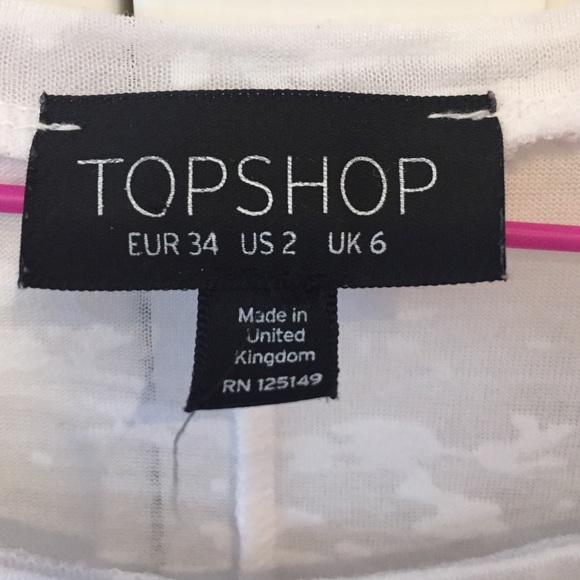 TOPSHOP
EUR 34 US 2 UK 6
Made in
United
Kingdom
RN 125149